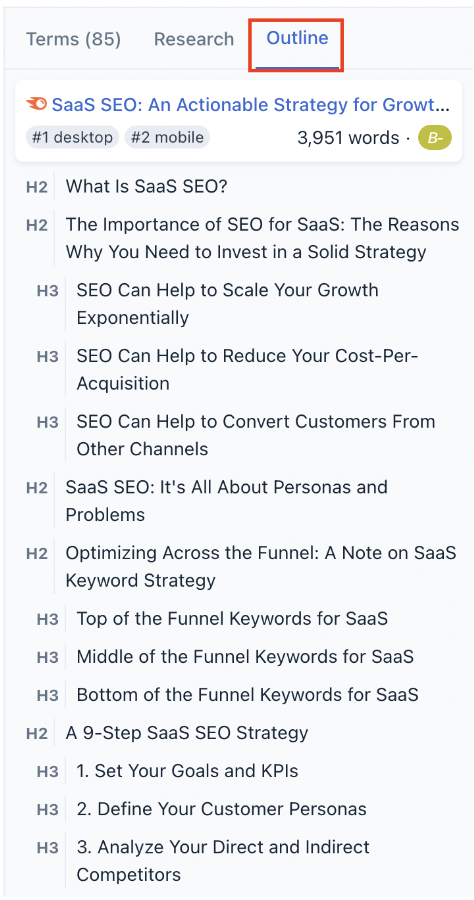 Terms (85) Research Outline
SaaS SEO: An Actionable Strategy for Growt...
#1 desktop #2 mobile 3,951 words · B-
H2 What Is SaaS SEO?
H2 The Importance of SEO for SaaS: The Reasons
Why You Need to Invest in a Solid Strategy
H3 SEO Can Help to Scale Your Growth
Exponentially
H3 SEO Can Help to Reduce Your Cost-Per-
Acquisition
H3 SEO Can Help to Convert Customers From
Other Channels
H2 SaaS SEO: It's All About Personas and
Problems
H2 Optimizing Across the Funnel: A Note on SaaS
Keyword Strategy
H3 Top of the Funnel Keywords for SaaS
H3 Middle of the Funnel Keywords for SaaS
H3 Bottom of the Funnel Keywords for SaaS
H2 A 9-Step SaaS SEO Strategy
H3 1. Set Your Goals and KPIs
H3 2. Define Your Customer Personas
H3 3. Analyze Your Direct and Indirect
Competitors